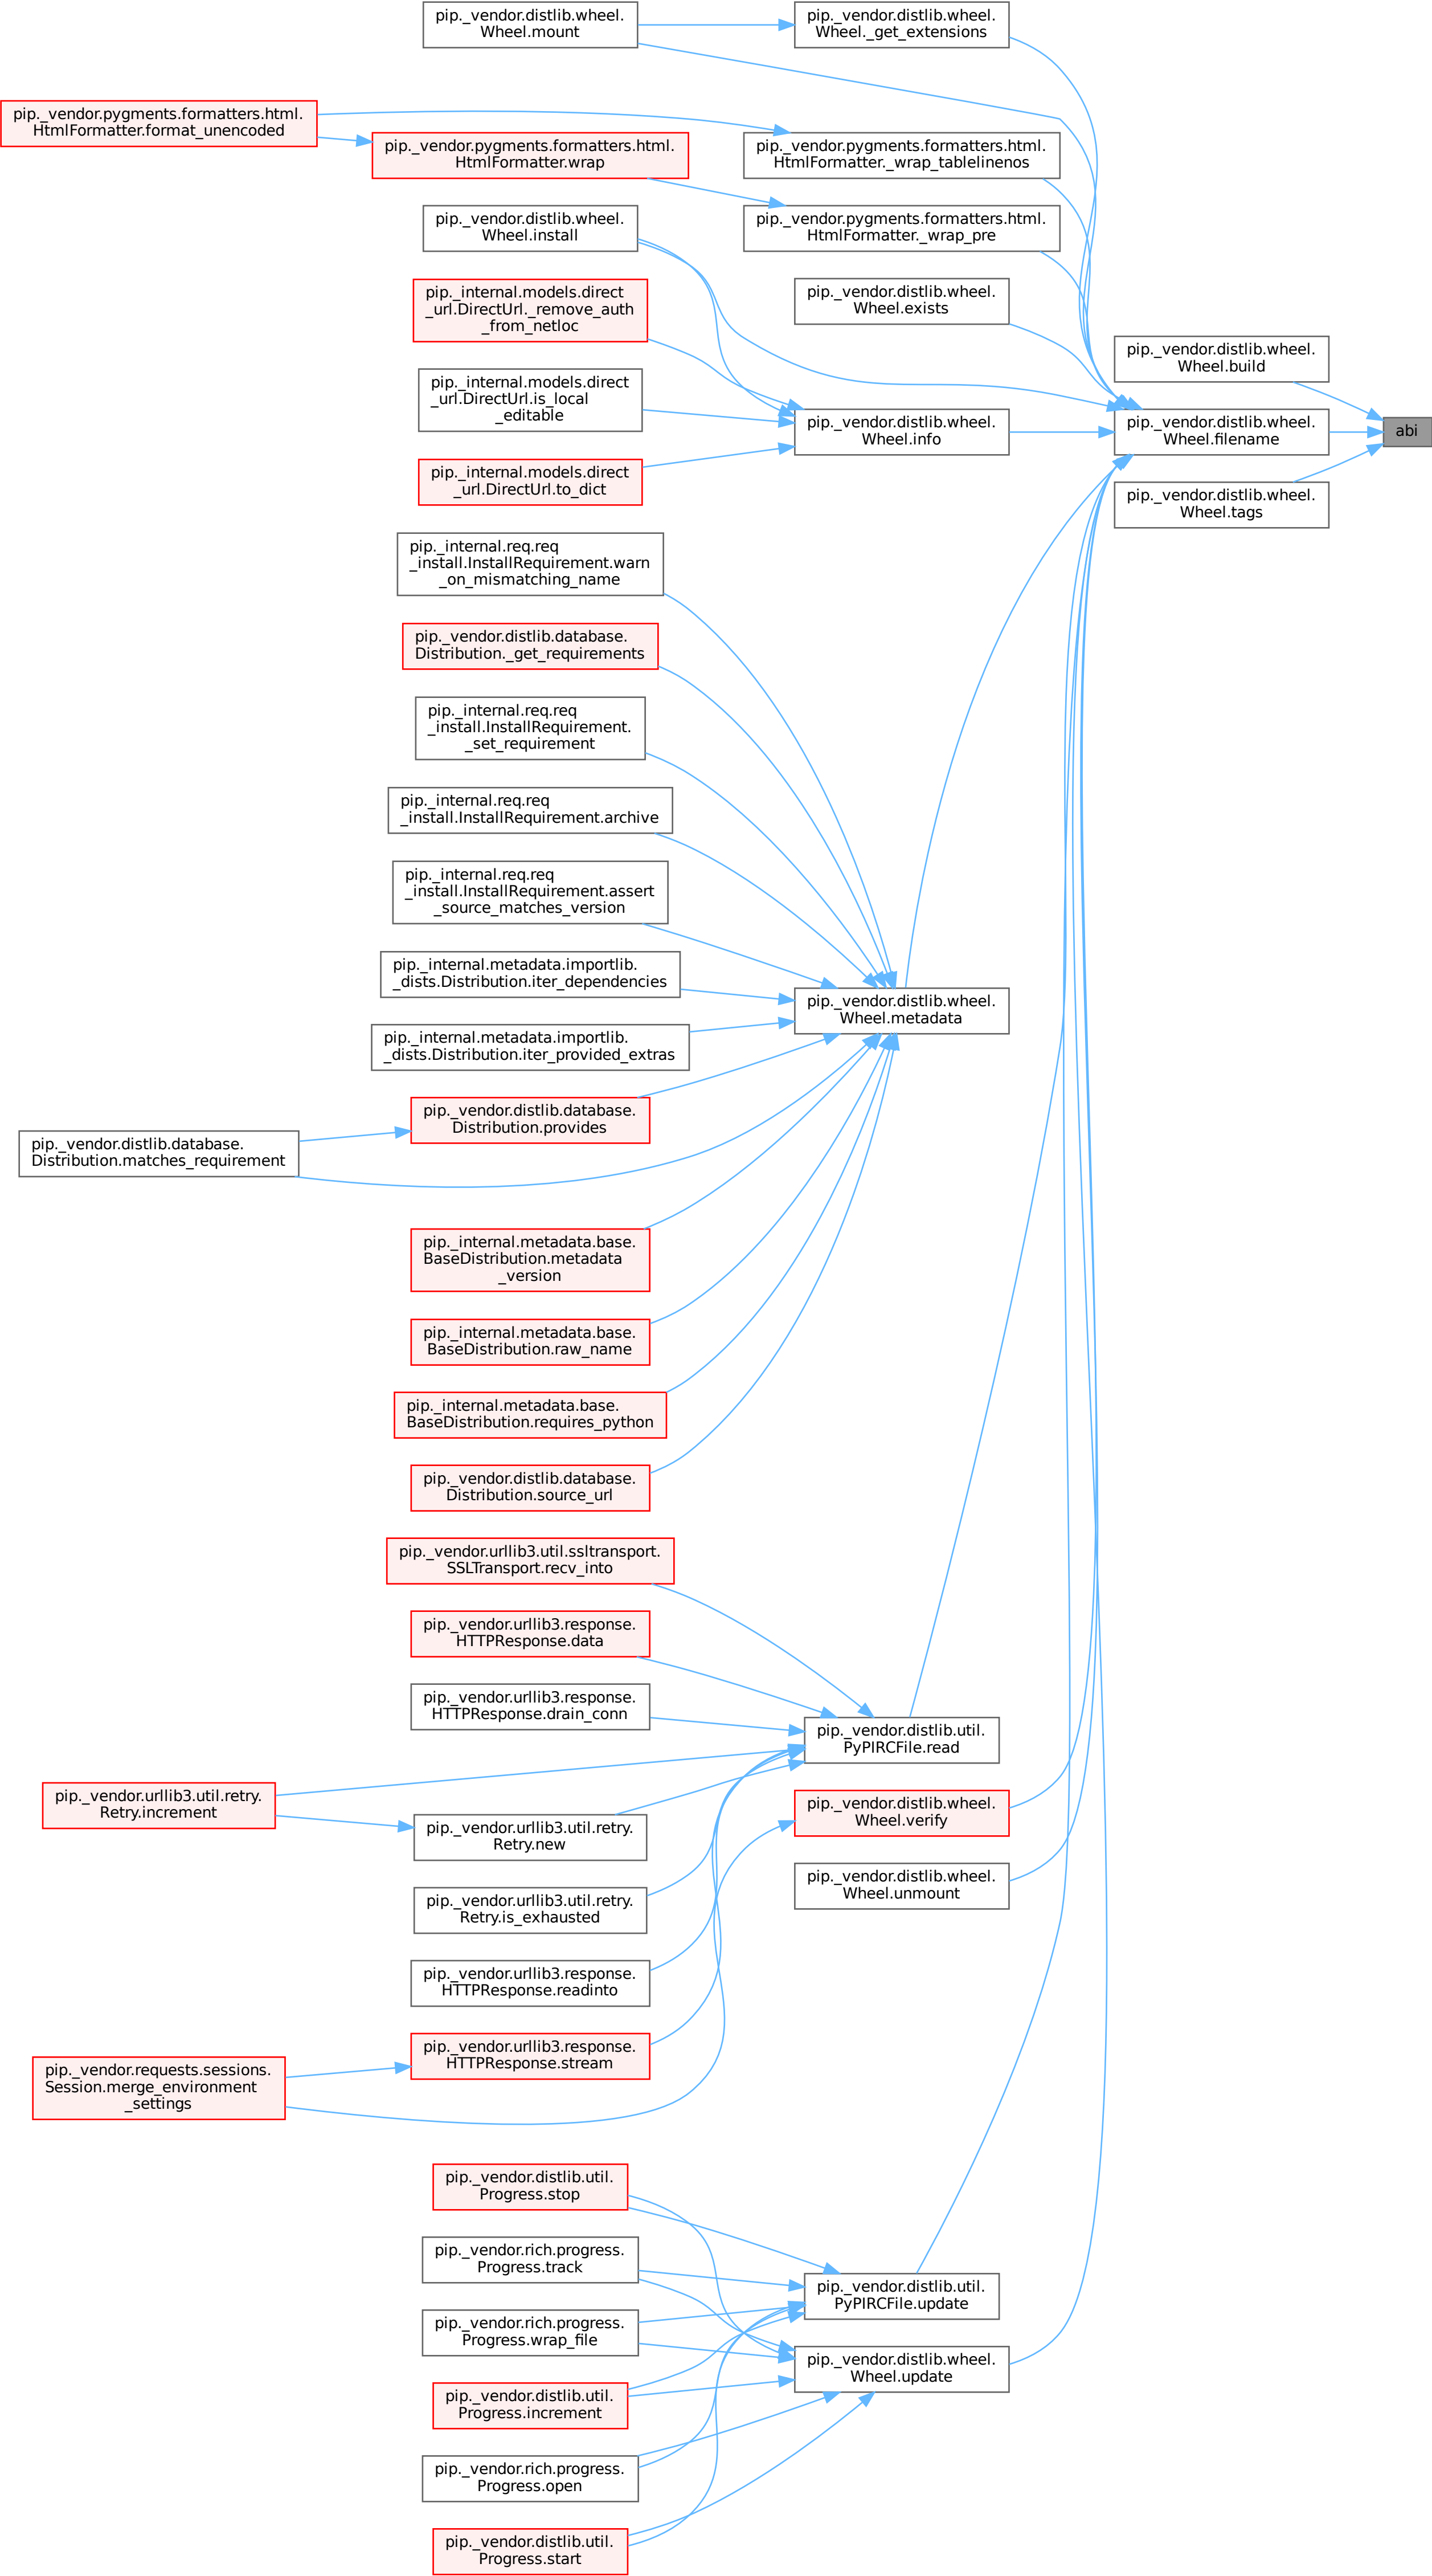 pip._vendor.distlib.wheel.
Wheel.mount
pip._vendor.distlib.wheel.
Wheel._get_extensions
pip._vendor.pygments.formatters.html.
HtmlFormatter.format_unencoded
pip._vendor.pygments.formatters.html.
HtmlFormatter.wrap
pip._vendor.pygments.formatters.html.
HtmlFormatter._wrap_tablelinenos
pip._vendor.distlib.wheel.
Wheel.install
pip._vendor.pygments.formatters.html.
HtmlFormatter._wrap_pre
pip._internal.models.direct
_url.DirectUrl._remove_auth
_from_netloc
pip._vendor.distlib.wheel.
Wheel.exists
pip._vendor.distlib.wheel.
Wheel.build
pip._internal.models.direct
_url.DirectUrl.is_local
_editable
pip._vendor.distlib.wheel.
Wheel.info
pip._vendor.distlib.wheel.
Wheel.filename
abi
pip._internal.models.direct
_url.DirectUrl.to_dict
pip._vendor.distlib.wheel.
Wheel.tags
pip._internal.req.req
_install.InstallRequirement.warn
_on_mismatching_name
pip._vendor.distlib.database.
Distribution._get_requirements
pip._internal.req.req
_install.InstallRequirement.
_set_requirement
pip._internal.req.req
_install.InstallRequirement.archive
pip._internal.req.req
_install.InstallRequirement.assert
_source_matches_version
pip._internal.metadata.importlib.
_dists.Distribution.iter_dependencies
pip._vendor.distlib.wheel.
Wheel.metadata
pip._internal.metadata.importlib.
_dists.Distribution.iter_provided_extras
pip._vendor.distlib.database.
Distribution.provides
pip._vendor.distlib.database.
Distribution.matches_requirement
pip._internal.metadata.base.
BaseDistribution.metadata
_version
pip._internal.metadata.base.
BaseDistribution.raw_name
pip._internal.metadata.base.
BaseDistribution.requires_python
pip._vendor.distlib.database.
Distribution.source_url
pip._vendor.urllib3.util.ssltransport.
SSLTransport.recv_into
pip._vendor.urllib3.response.
HTTPResponse.data
pip._vendor.urllib3.response.
HTTPResponse.drain_conn
pip._vendor.distlib.util.
PyPIRCFile.read
pip._vendor.urllib3.util.retry.
Retry.increment
pip._vendor.urllib3.util.retry.
Retry.new
pip._vendor.distlib.wheel.
Wheel.verify
pip._vendor.urllib3.util.retry.
Retry.is_exhausted
pip._vendor.distlib.wheel.
Wheel.unmount
pip._vendor.urllib3.response.
HTTPResponse.readinto
pip._vendor.urllib3.response.
HTTPResponse.stream
pip._vendor.requests.sessions.
Session.merge_environment
_settings
pip._vendor.distlib.util.
Progress.stop
pip._vendor.rich.progress.
Progress.track
pip._vendor.distlib.util.
PyPIRCFile.update
pip._vendor.rich.progress.
Progress.wrap_file
pip._vendor.distlib.wheel.
Wheel.update
pip._vendor.distlib.util.
Progress.increment
pip._vendor.rich.progress.
Progress.open
pip._vendor.distlib.util.
Progress.start